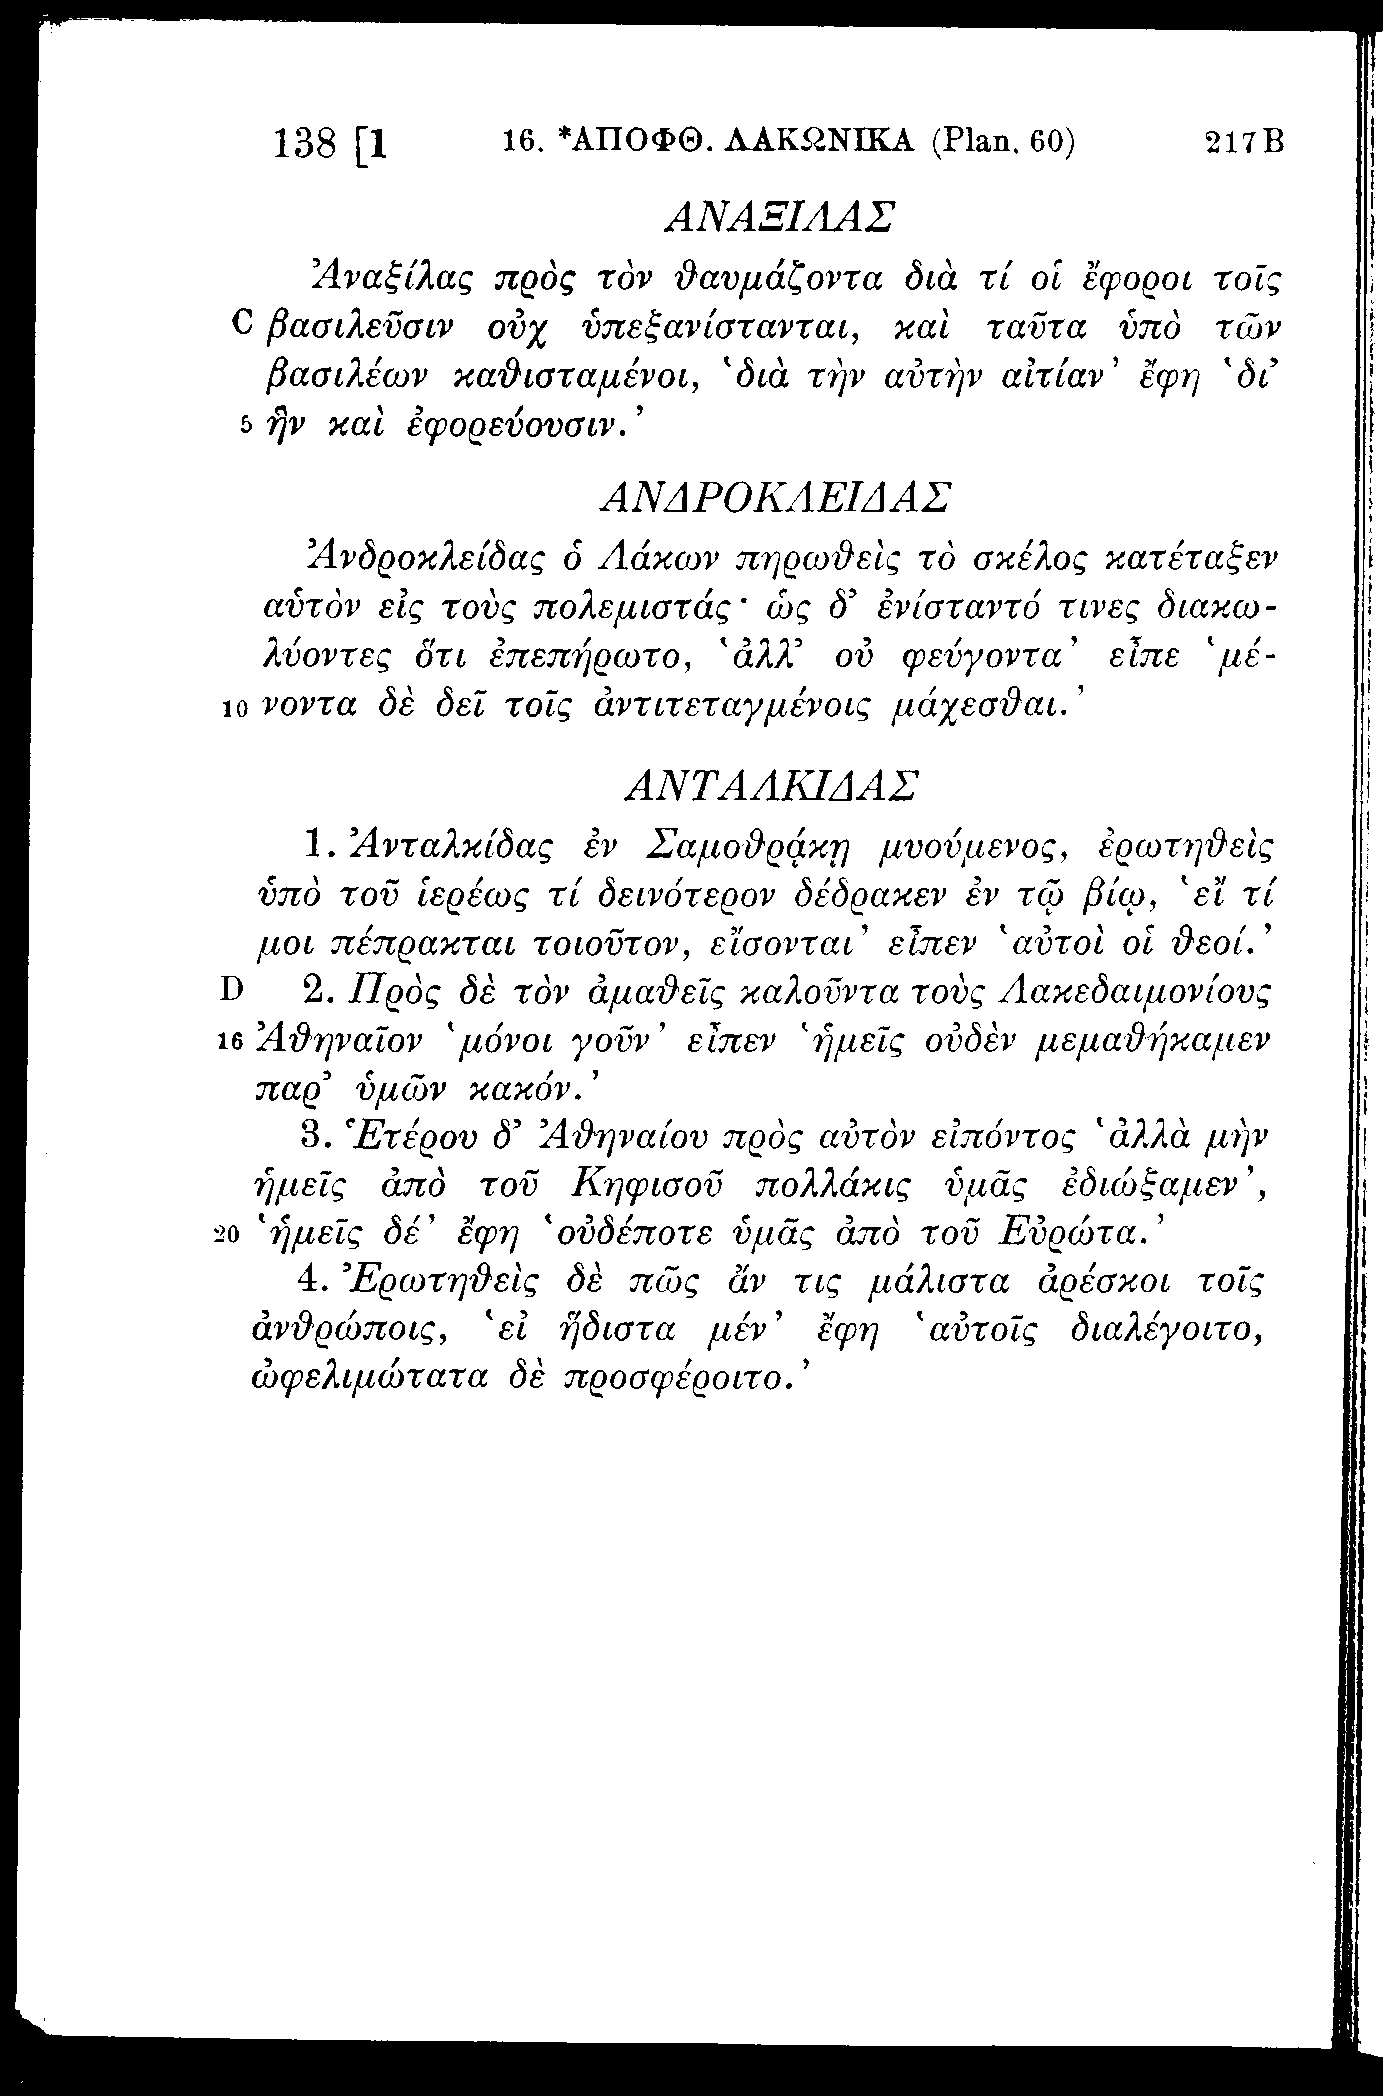 138 [1 16. *ΑΠΟΦΘ. ΛΑΚΩΝΙΚΑ (Plan. 60) 217 B
ΑΝΑΞΙΛΑΣ
Ἀναξίλας πρὸς τὸν θαυμάζοντα διὰ τί οἱ ἔφοροι τοῖς
C βασιλεῦσιν οὐχ ὑπεξανίστανται, καὶ ταῦτα ὑπὸ τῶν
βασιλέων καθισταμένοι, ‘διὰ τὴν αὐτὴν αἰτίαν’ ἔφη ‘δι’
5 ἣν καὶ ἐφορεύουσιν.’
ΑΝΔΡΟΚΛΕΙΔΑΣ
Ἀνδροκλείδας ὁ Λάκων πηρωθεὶς τὸ σκέλος κατέταξεν
αὑτὸν εἰς τοὺς πολεμιστάς· ὡς δ’ ἐνίσταντό τινες διακω-
λύοντες ὅτι ἐπεπήρωτο, ‘ἀλλ’ οὐ φεύγοντα’ εἶπε ‘μέ-
10 νοντα δὲ δεῖ τοῖς ἀντιτεταγμένοις μάχεσθαι.’
ΑΝΤΑΛΚΙΔΑΣ
1. Ἀνταλκίδας ἐν Σαμοθρᾴκῃ μυούμενος, ἐρωτηθεὶς
ὑπὸ τοῦ ἱερέως τί δεινότερον δέδρακεν ἐν τῷ βίῳ, ‘εἴ τί
μοι πέπρακται τοιοῦτον, εἴσονται’ εἶπεν ‘αὐτοὶ οἱ θεοί.’
D 2. Πρὸς δὲ τὸν ἀμαθεῖς καλοῦντα τοὺς Λακεδαιμονίους
16 Ἀθηναῖον ‘μόνοι γοῦν’ εἶπεν ‘ἡμεῖς οὐδὲν μεμαθήκαμεν
παρ’ ὑμῶν κακόν.’
3. Ἑτέρου δ’ Ἀθηναίου πρὸς αὐτὸν εἰπόντος ‘ἀλλὰ μὴν
ἡμεῖς ἀπὸ τοῦ Κηφισοῦ πολλάκις ὑμᾶς ἐδιώξαμεν’,
20 ‘ἡμεῖς δέ’ ἔφη ‘οὐδέποτε ὑμᾶς ἀπὸ τοῦ Εὐρώτα.’
4. Ἐρωτηθεὶς δὲ πῶς ἄν τις μάλιστα ἀρέσκοι τοῖς
ἀνθρώποις, ‘εἰ ἥδιστα μέν’ ἔφη ‘αὐτοῖς διαλέγοιτο,
ὠφελιμώτατα δὲ προσφέροιτο.’